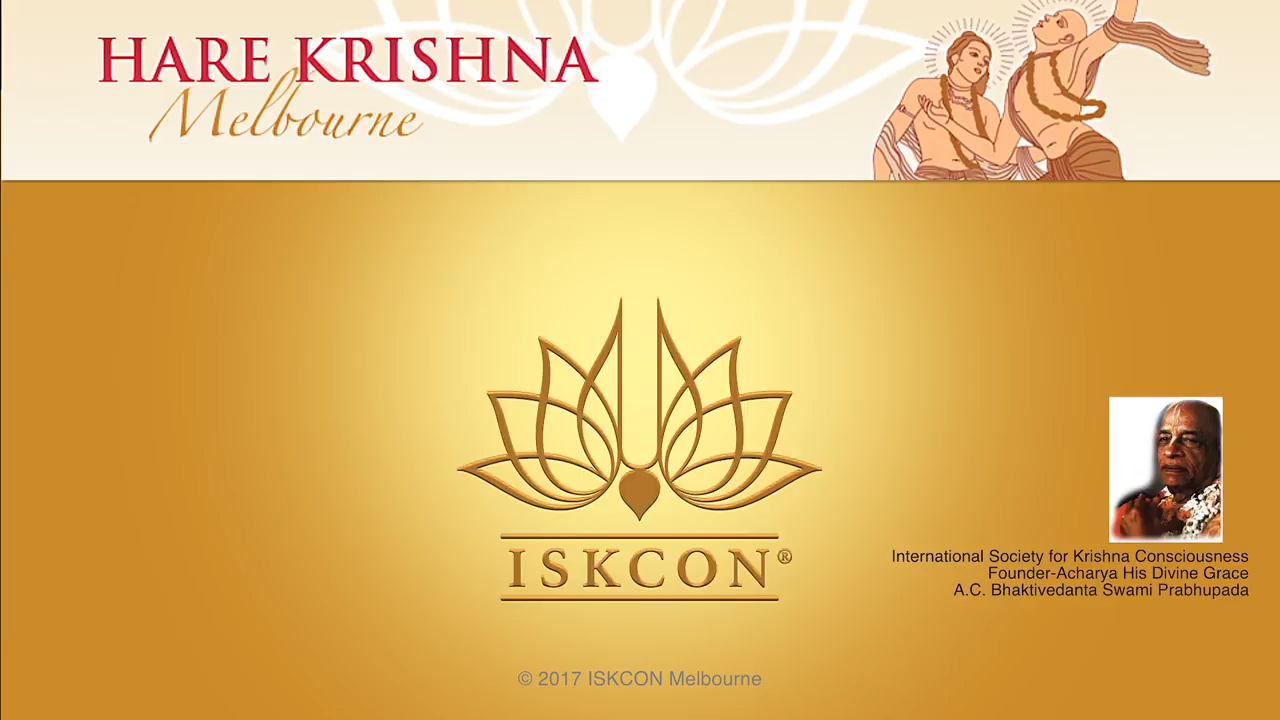 HARE KRISHNA
Melbourne
ISKCON®
International Society for Krishna Consciousness
Founder-Acharya His Divine Grace
A.C. Bhaktivedanta Swami Prabhupada
© 2017 ISKCON Melbourne